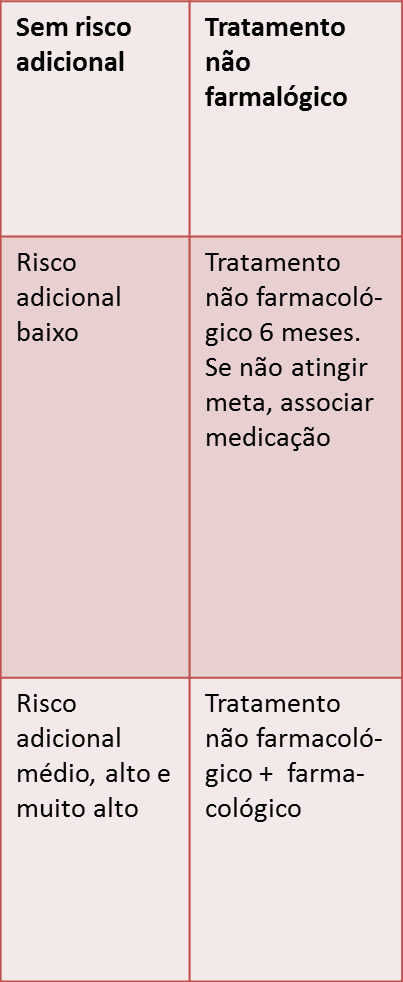 Sem risco
adicional
Tratamento
não
farmalógico
Risco
adicional
baixo
Tratamento
não farmacoló-
gico 6 meses.
Se não atingir
meta, associar
medicação
Risco
adicional
médio, alto e
muito alto
Tratamento
não farmacoló-
gico +  farma-
cológico